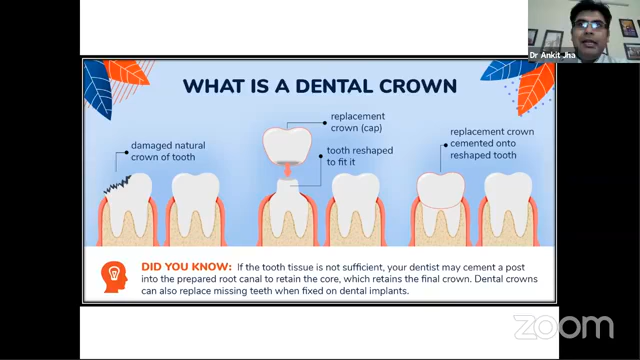 Dr Ankit Jha
WHAT IS A DENTAL CROWN
damaged natural
crown of tooth
replacement
crown (cap)
tooth reshaped
to fit it
replacement crown
cemented onto
reshaped tooth
DID YOU KNOW: If the tooth tissue is not sufficient, your dentist may cement a post
into the prepared root canal to retain the core, which retains the final crown. Dental crowns
can also replace missing teeth when fixed on dental implants.
zoom